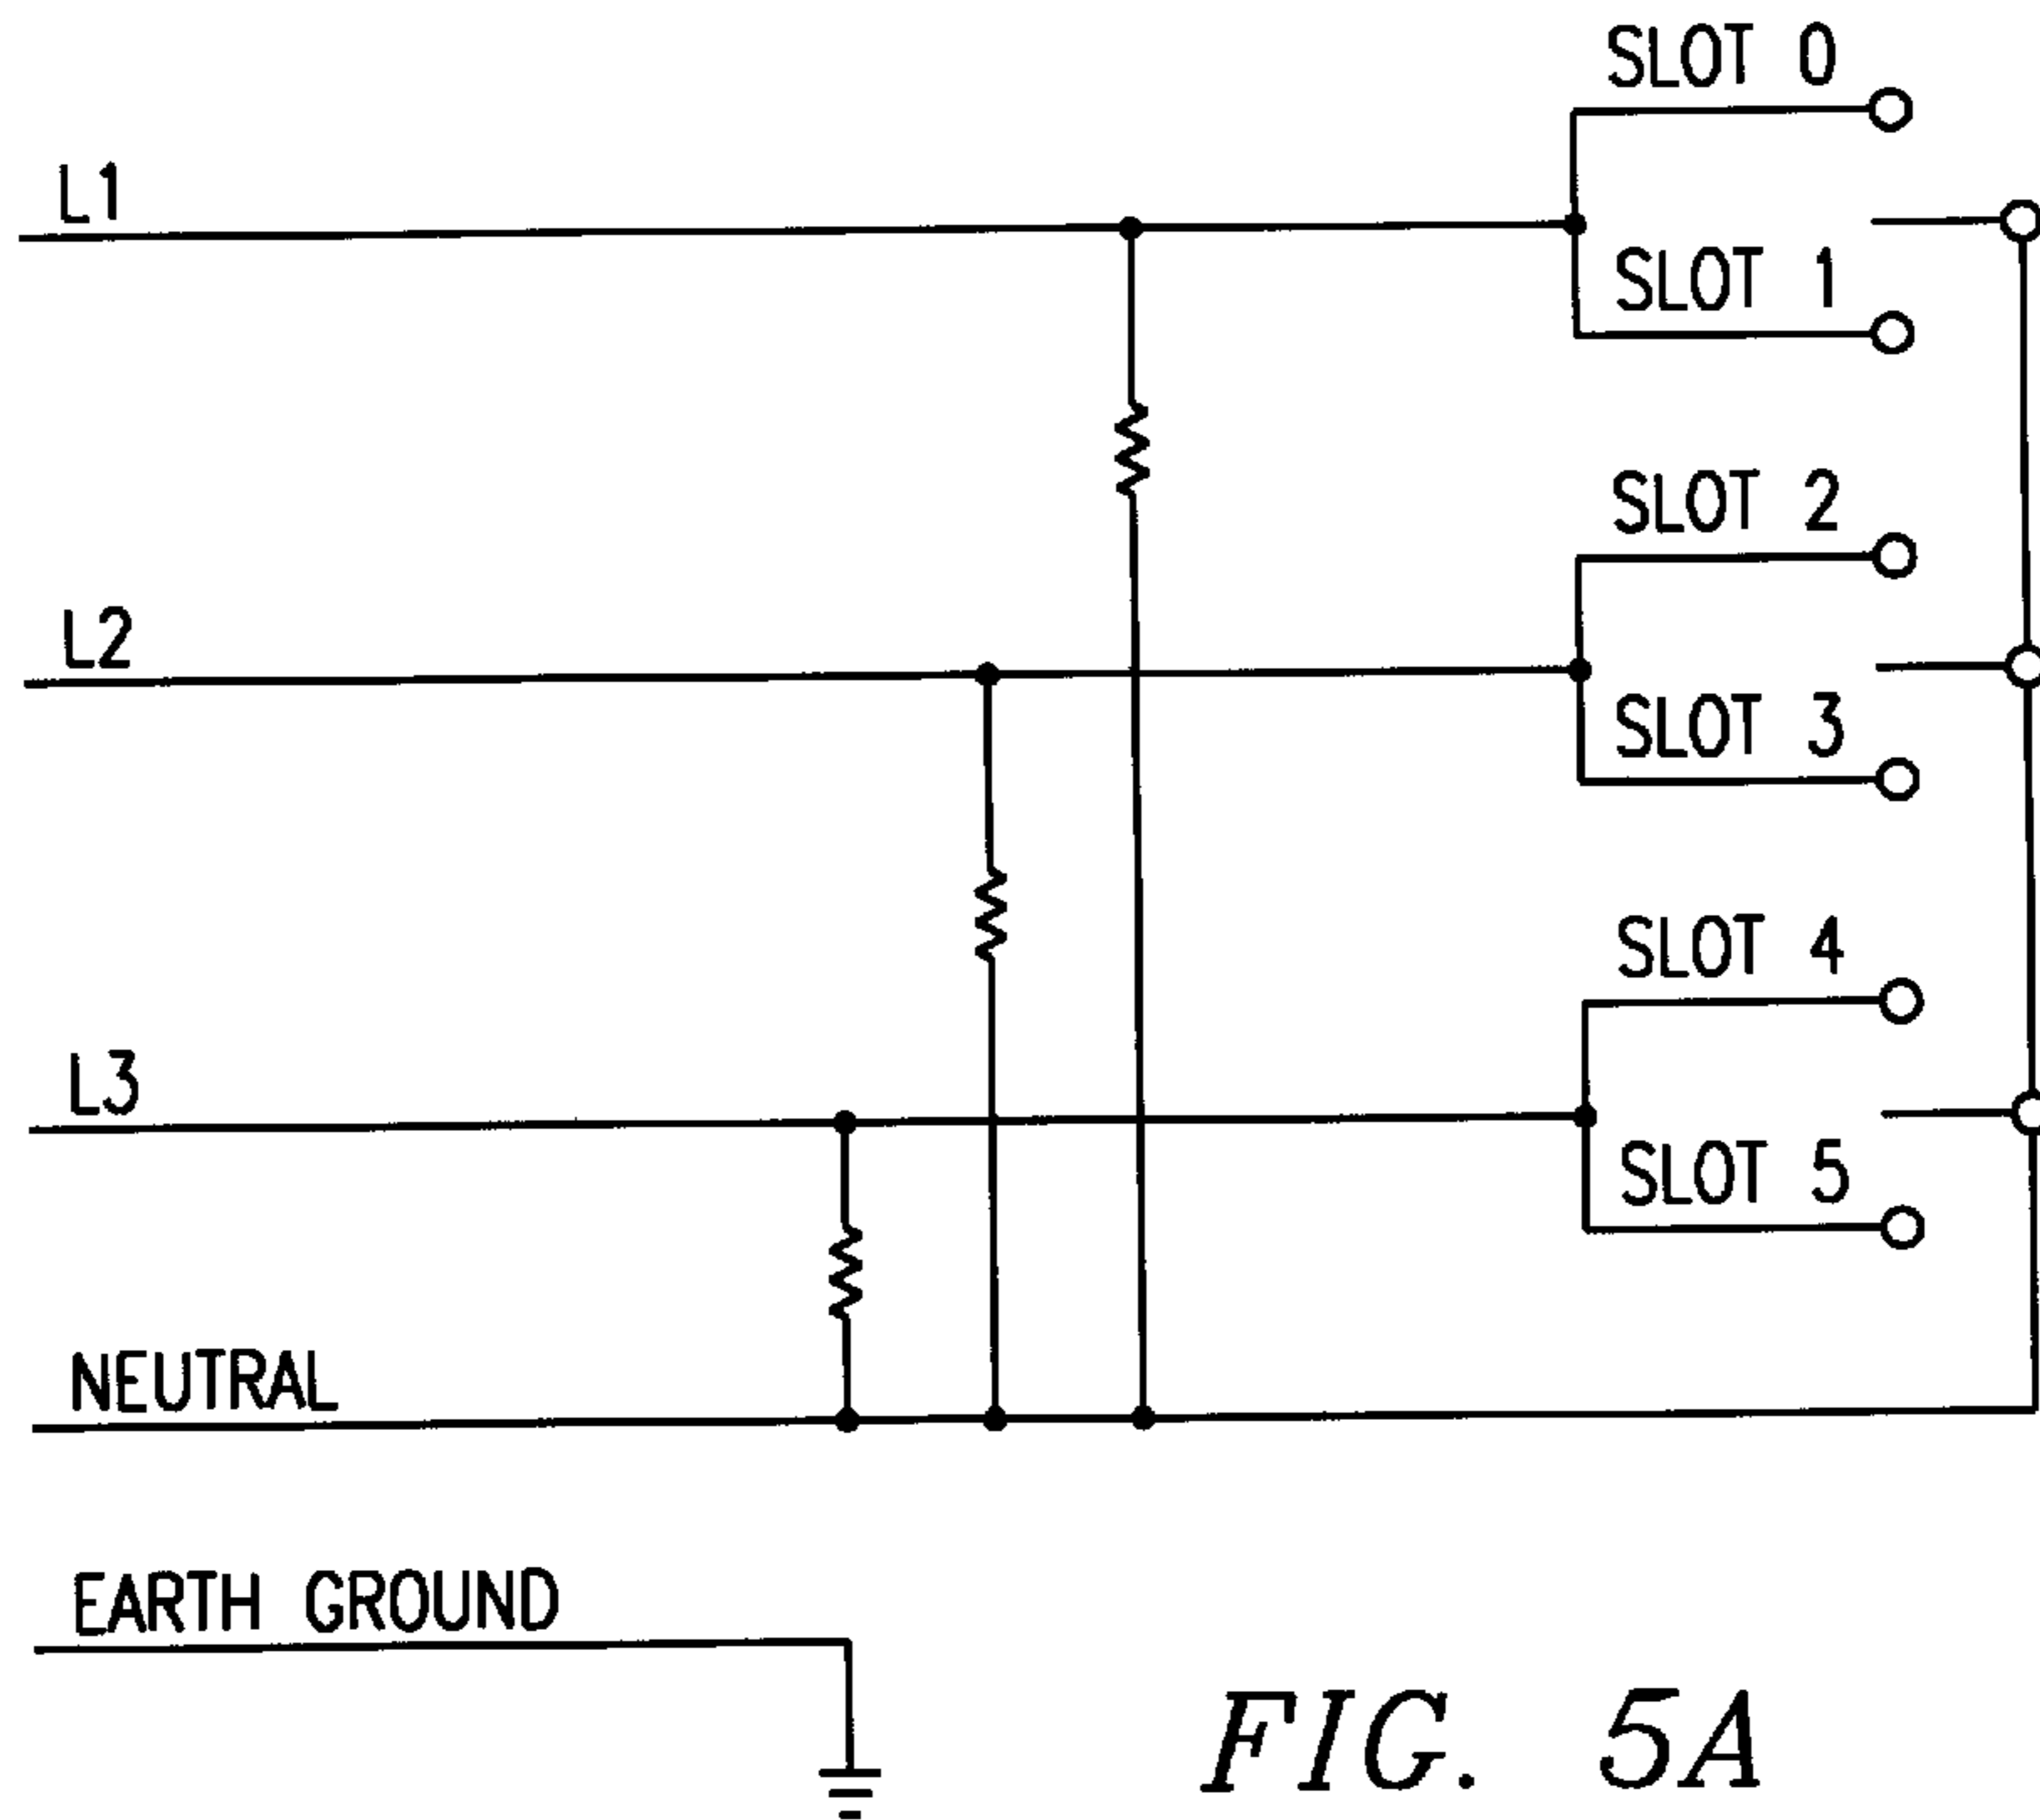 SLOT 0
L1
SLOT 1
SLOT 2
L2
SLOT 3
SLOT 4
L3
SLOT 5
NEUTRAL
EARTH GROUND
FIG. 5A